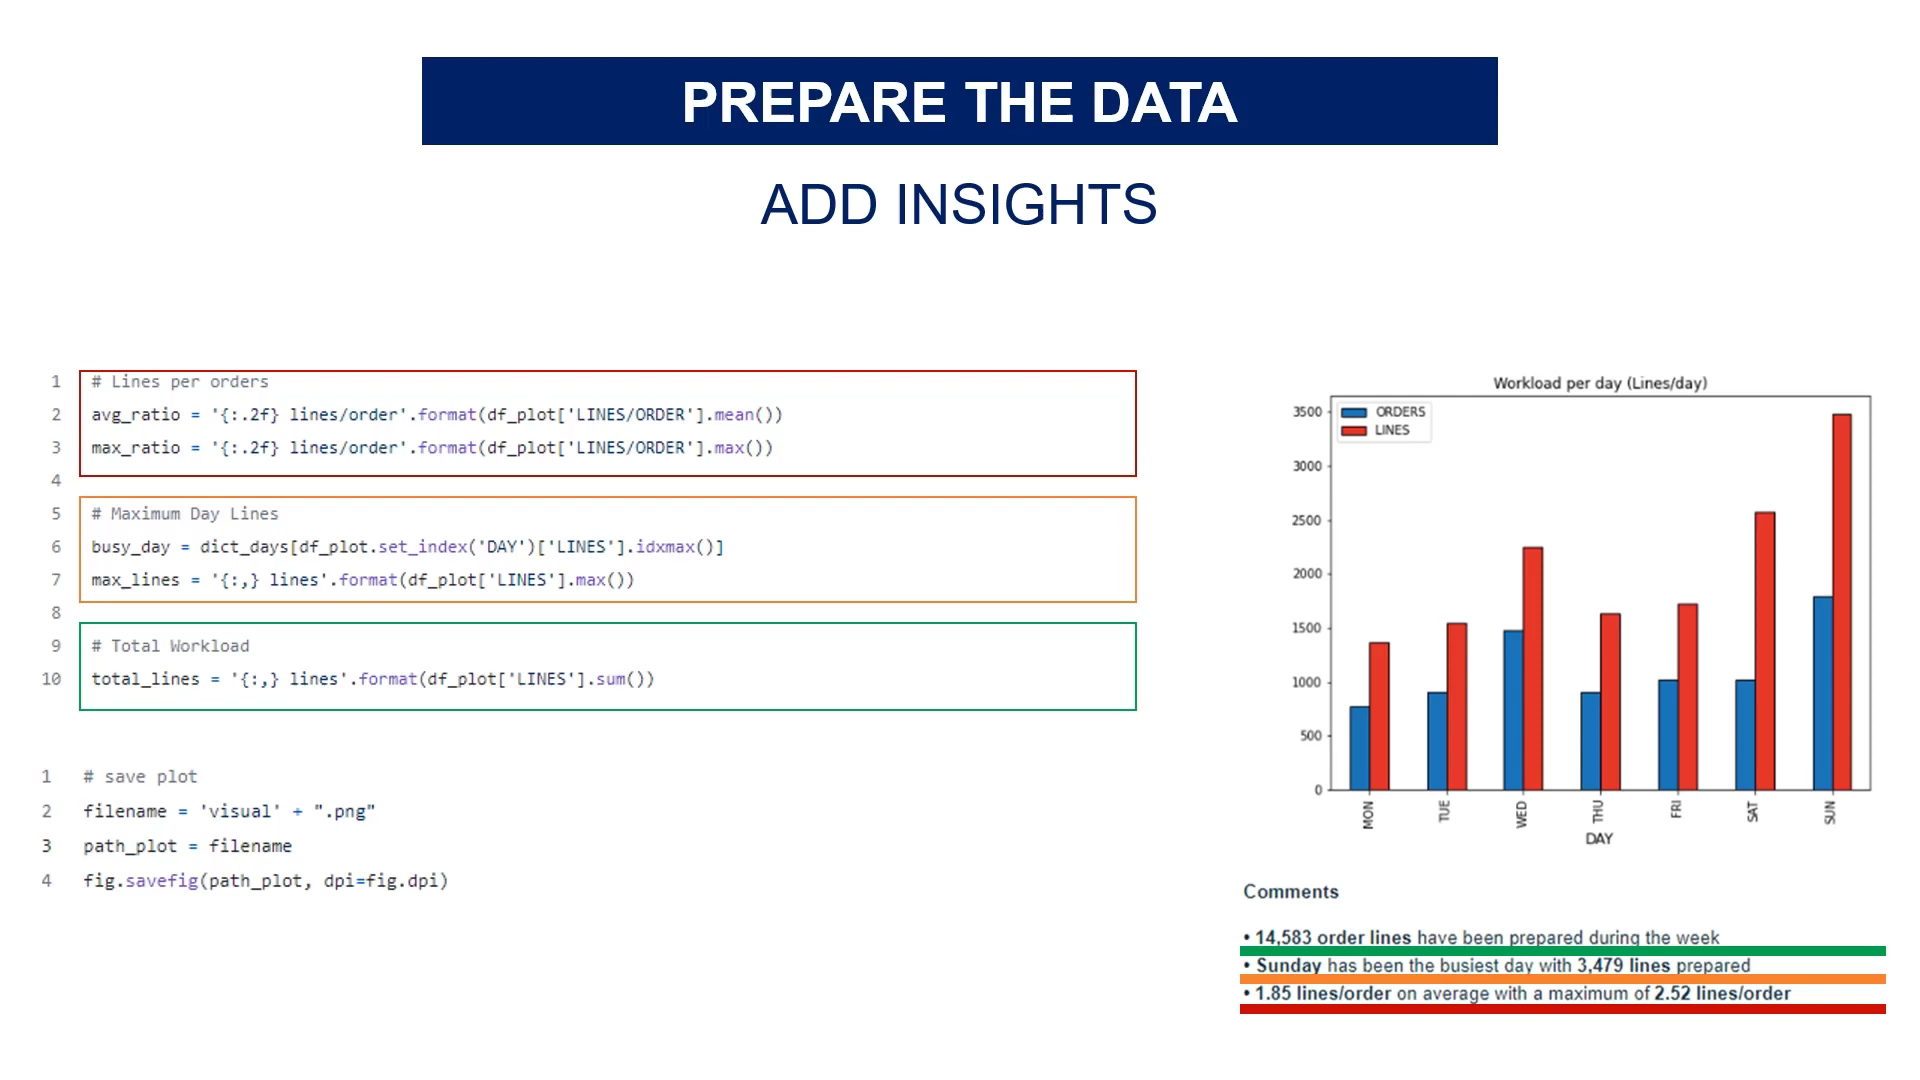 PREPARE THE DATA
ADD INSIGHTS
1 # Lines per orders
2 avg_ratio = '{:.2f} lines/order'.format(df_plot['LINES/ORDER'].mean())
3 max_ratio = '{:.2f} lines/order'.format(df_plot['LINES/ORDER'].max())
4
5 # Maximum Day Lines
6 busy_day = dict_days[df_plot.set_index('DAY')['LINES'].idxmax()]
7 max_lines = '{:,} lines'.format(df_plot['LINES'].max())
8
9 # Total Workload
10 total_lines = '{:,} lines'.format(df_plot['LINES'].sum())
1 # save plot
2 filename = 'visual' + ".png"
3 path_plot = filename
4 fig.savefig(path_plot, dpi=fig.dpi)
Workload per day (Lines/day)
ORDERS
LINES
3500
3000
2500
2000
1500
1000
500
0
MON TUE WED THU FRI SAT SUN
DAY
Comments
• 14,583 order lines have been prepared during the week
• Sunday has been the busiest day with 3,479 lines prepared
• 1.85 lines/order on average with a maximum of 2.52 lines/order